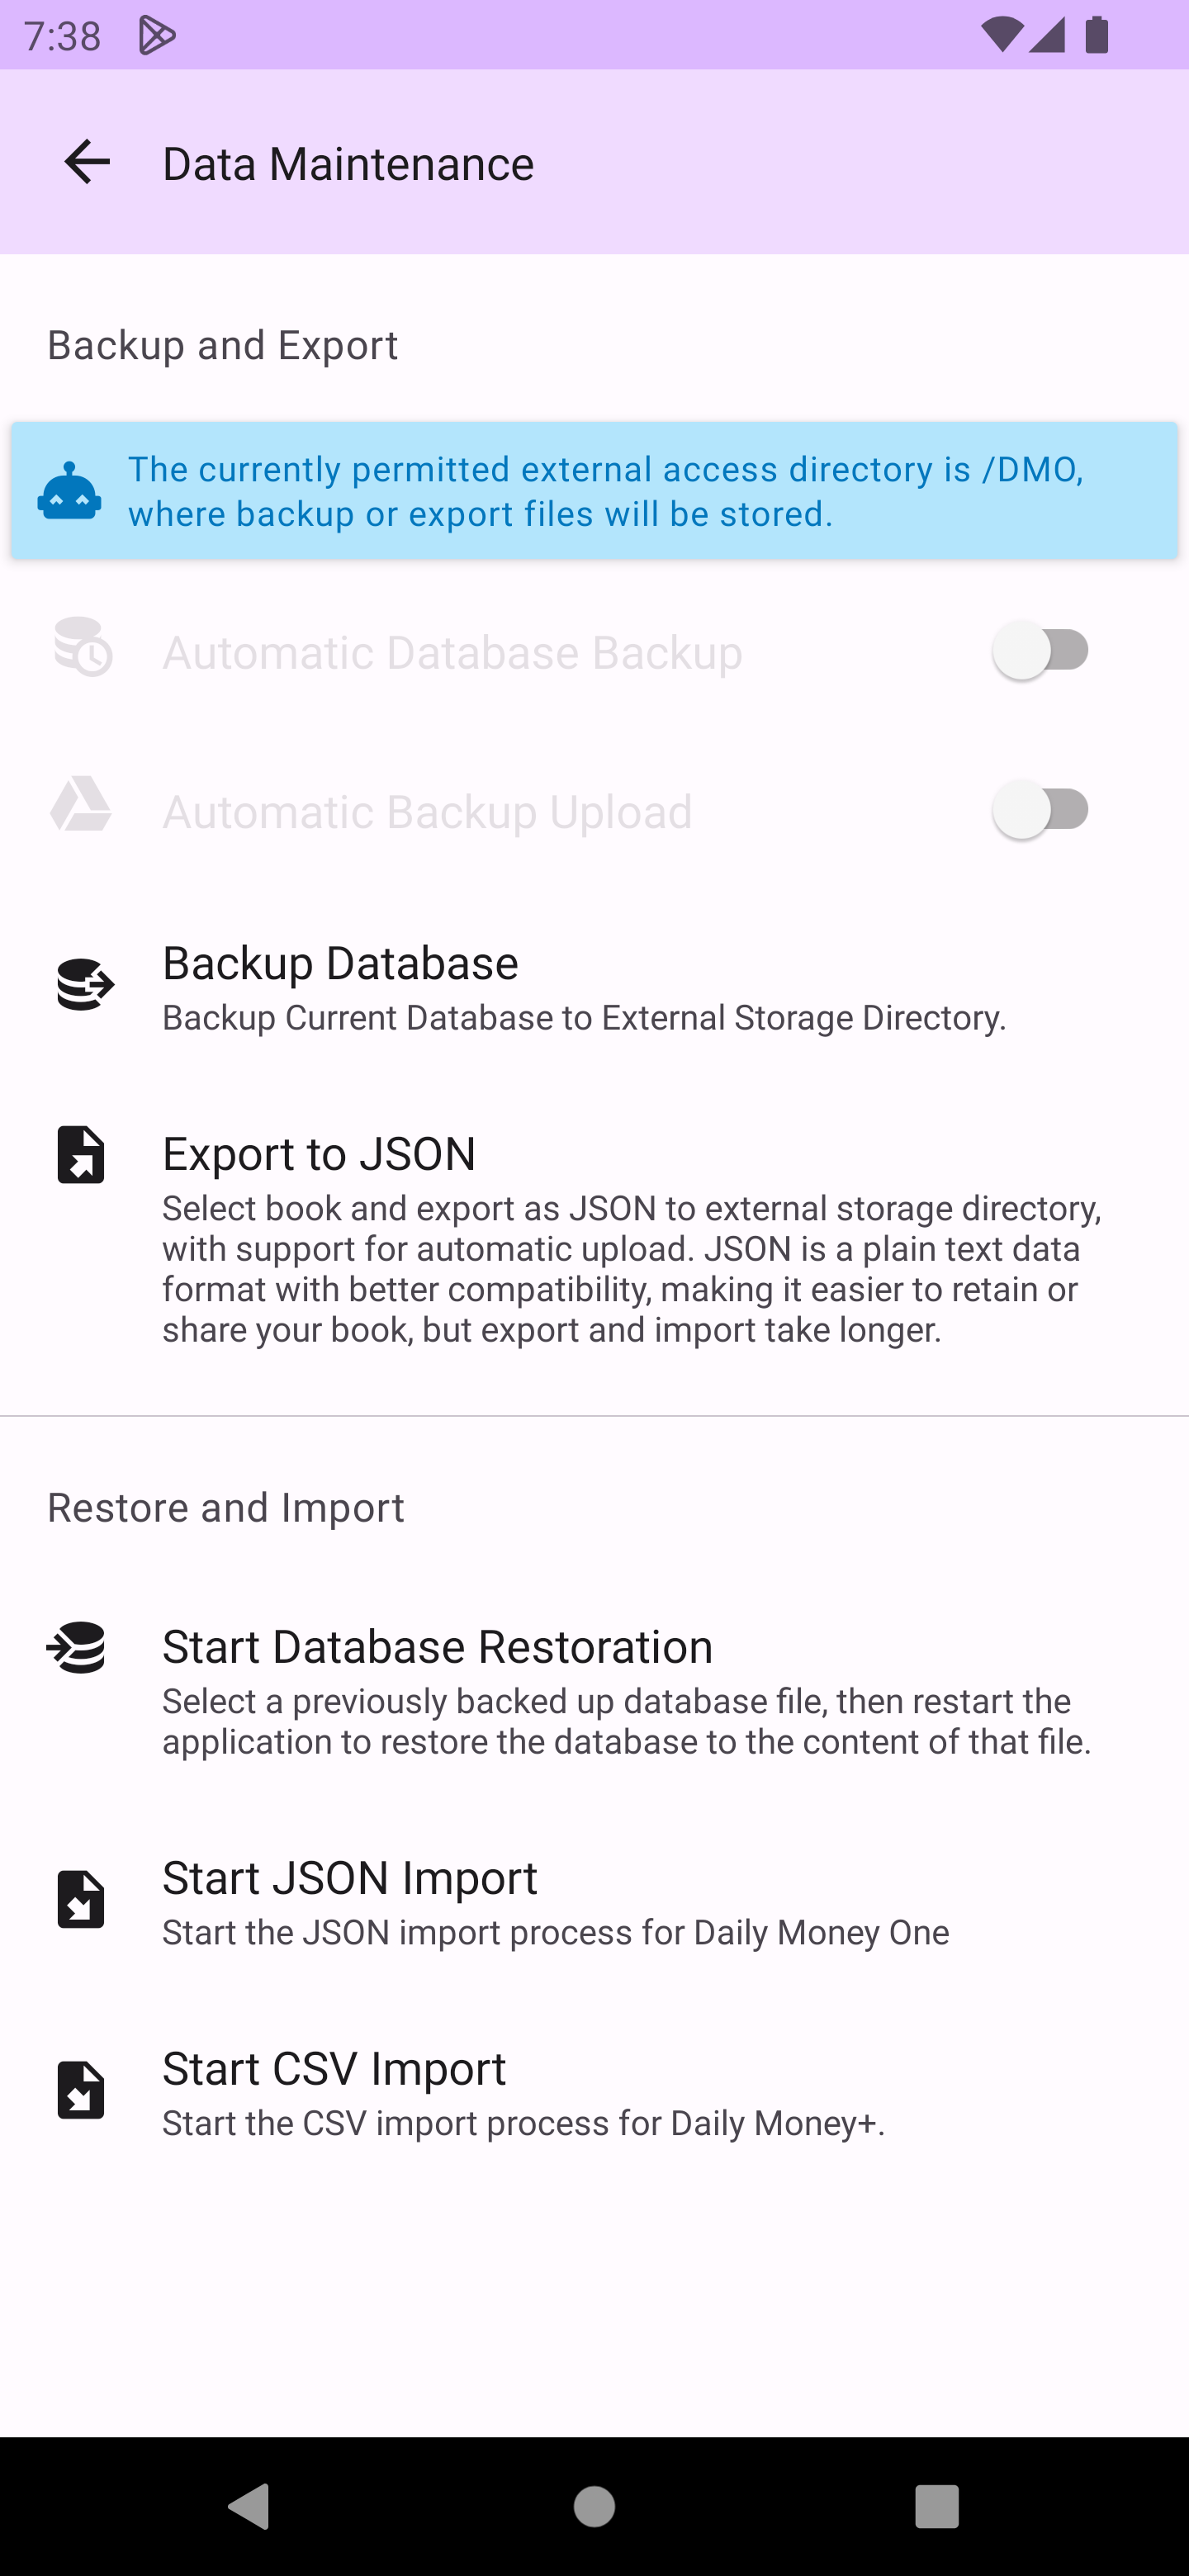 7:38
Data Maintenance
Backup and Export
The currently permitted external access directory is /DMO,
where backup or export files will be stored.
Automatic Database Backup
Automatic Backup Upload
Backup Database
Backup Current Database to External Storage Directory.
Export to JSON
Select book and export as JSON to external storage directory,
with support for automatic upload. JSON is a plain text data
format with better compatibility, making it easier to retain or
share your book, but export and import take longer.
Restore and Import
Start Database Restoration
Select a previously backed up database file, then restart the
application to restore the database to the content of that file.
Start JSON Import
Start the JSON import process for Daily Money One
Start CSV Import
Start the CSV import process for Daily Money+.